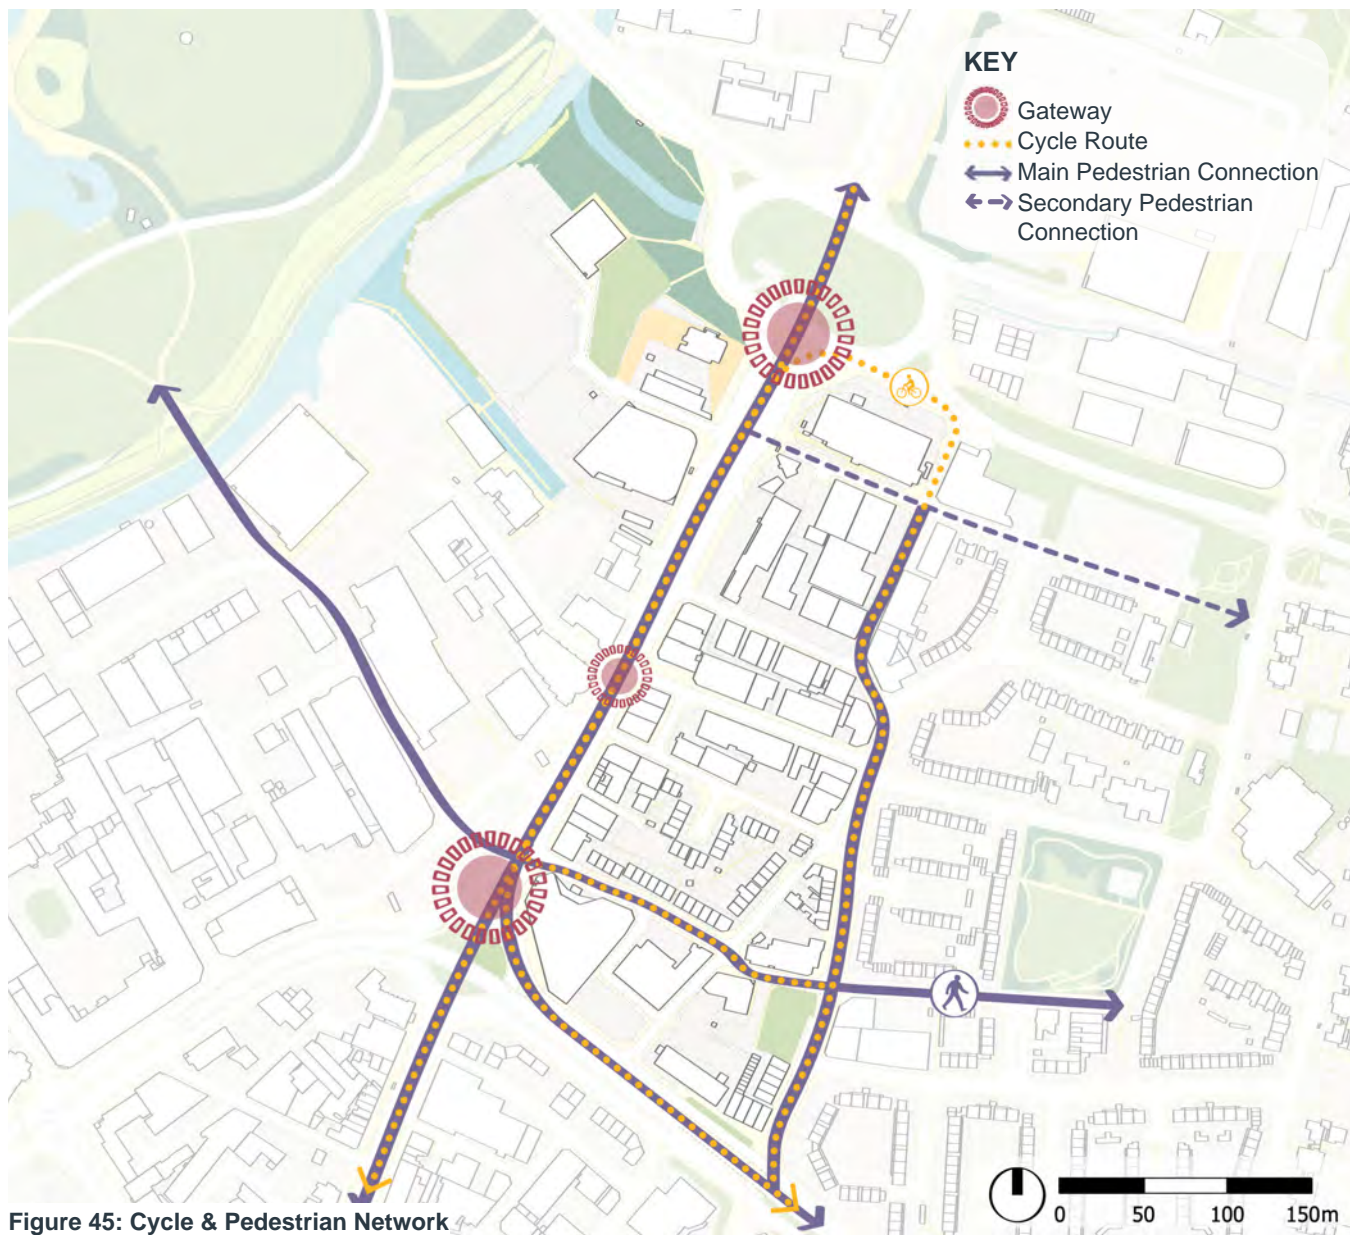 KEY
Gateway
Cycle Route
Main Pedestrian Connection
Secondary Pedestrian
Connection
0 50 100 150m
Figure 45: Cycle & Pedestrian Network